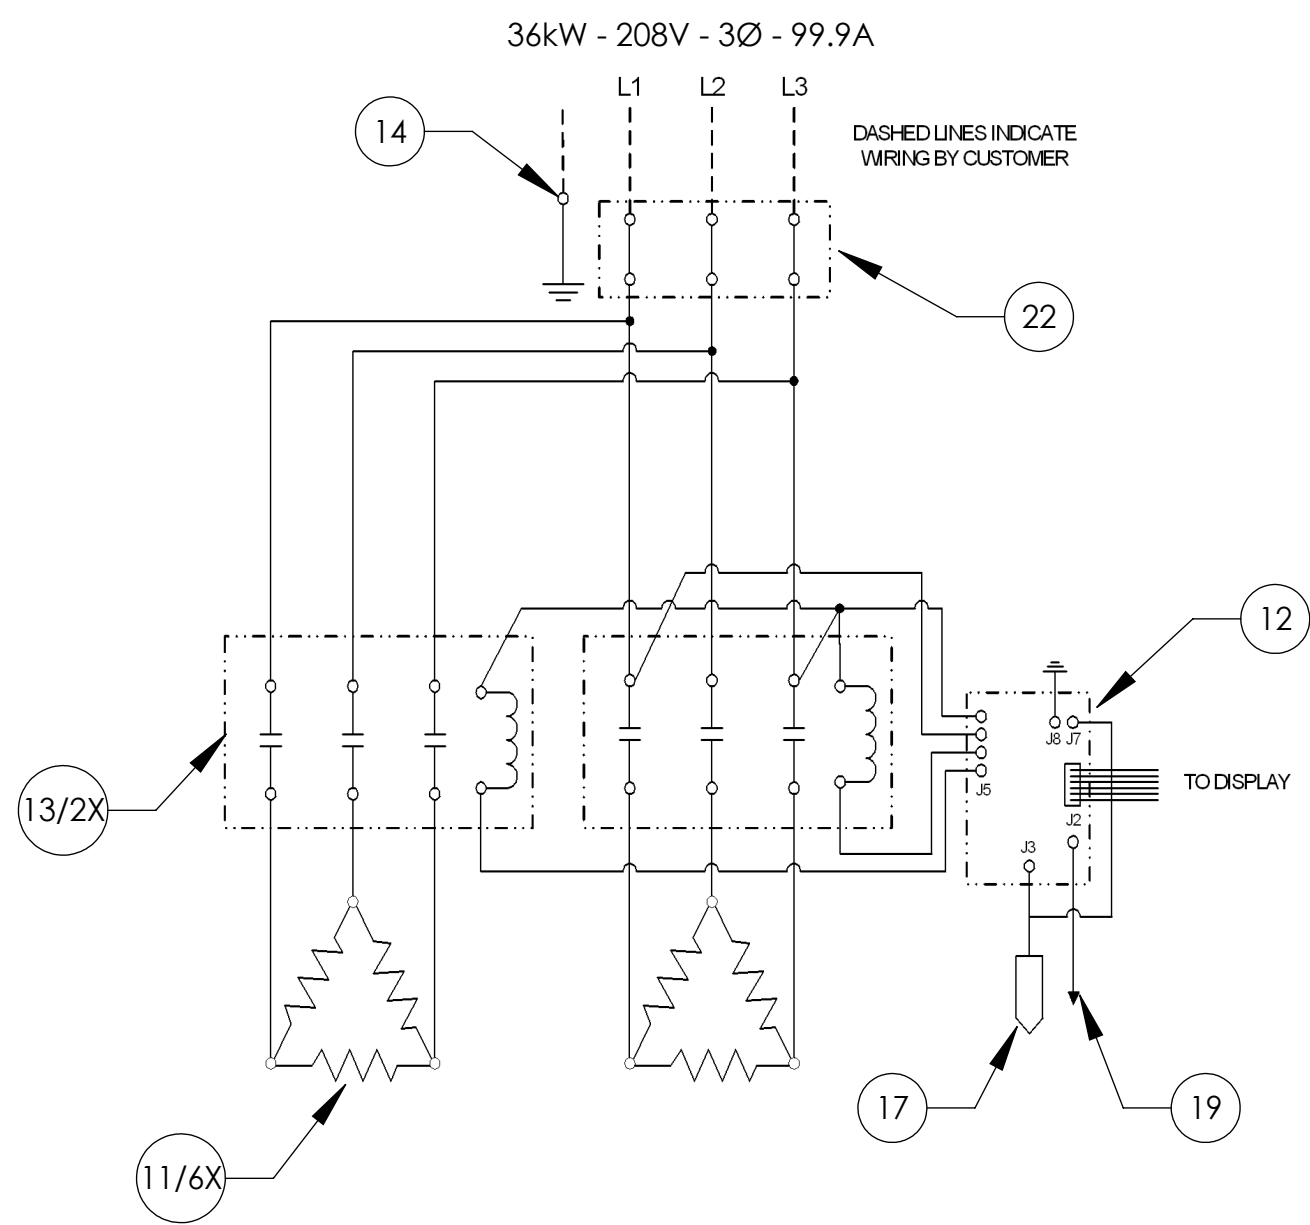 36kW - 208V - 3Ø - 99.9A
L1 L2 L3
14
DASHED LINES INDICATE
WIRING BY CUSTOMER
22
12
J8 J7
13/2X
TO DISPLAY
J5
J2
J3
17
19
11/6X